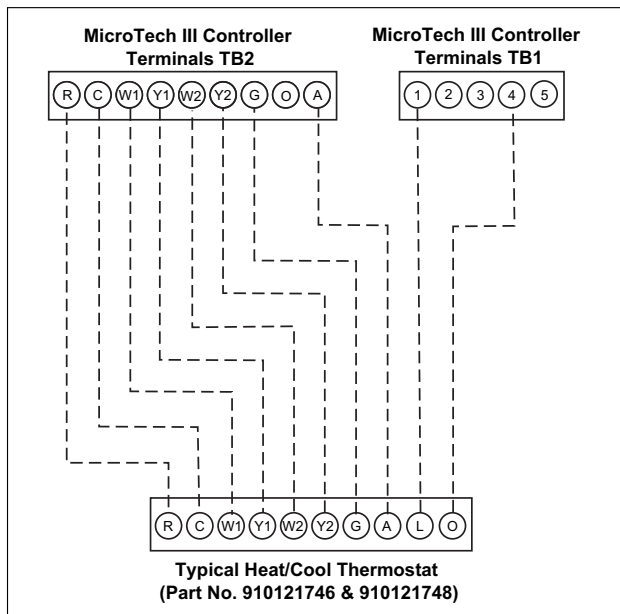 MicroTech III Controller
Terminals TB2
R C W1 Y1 W2 Y2 G O A
MicroTech III Controller
Terminals TB1
1 2 3 4 5
R C W1 Y1 W2 Y2 G A L O
Typical Heat/Cool Thermostat
(Part No. 910121746 & 910121748)